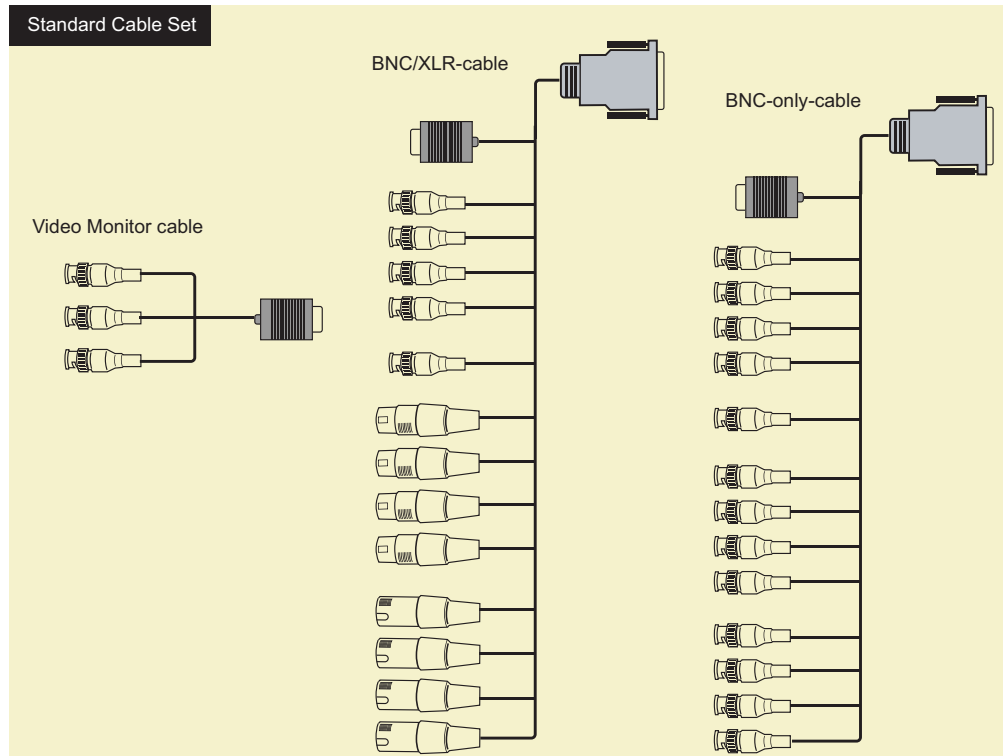 Standard Cable Set
BNC/XLR-cable
BNC-only-cable
Video Monitor cable